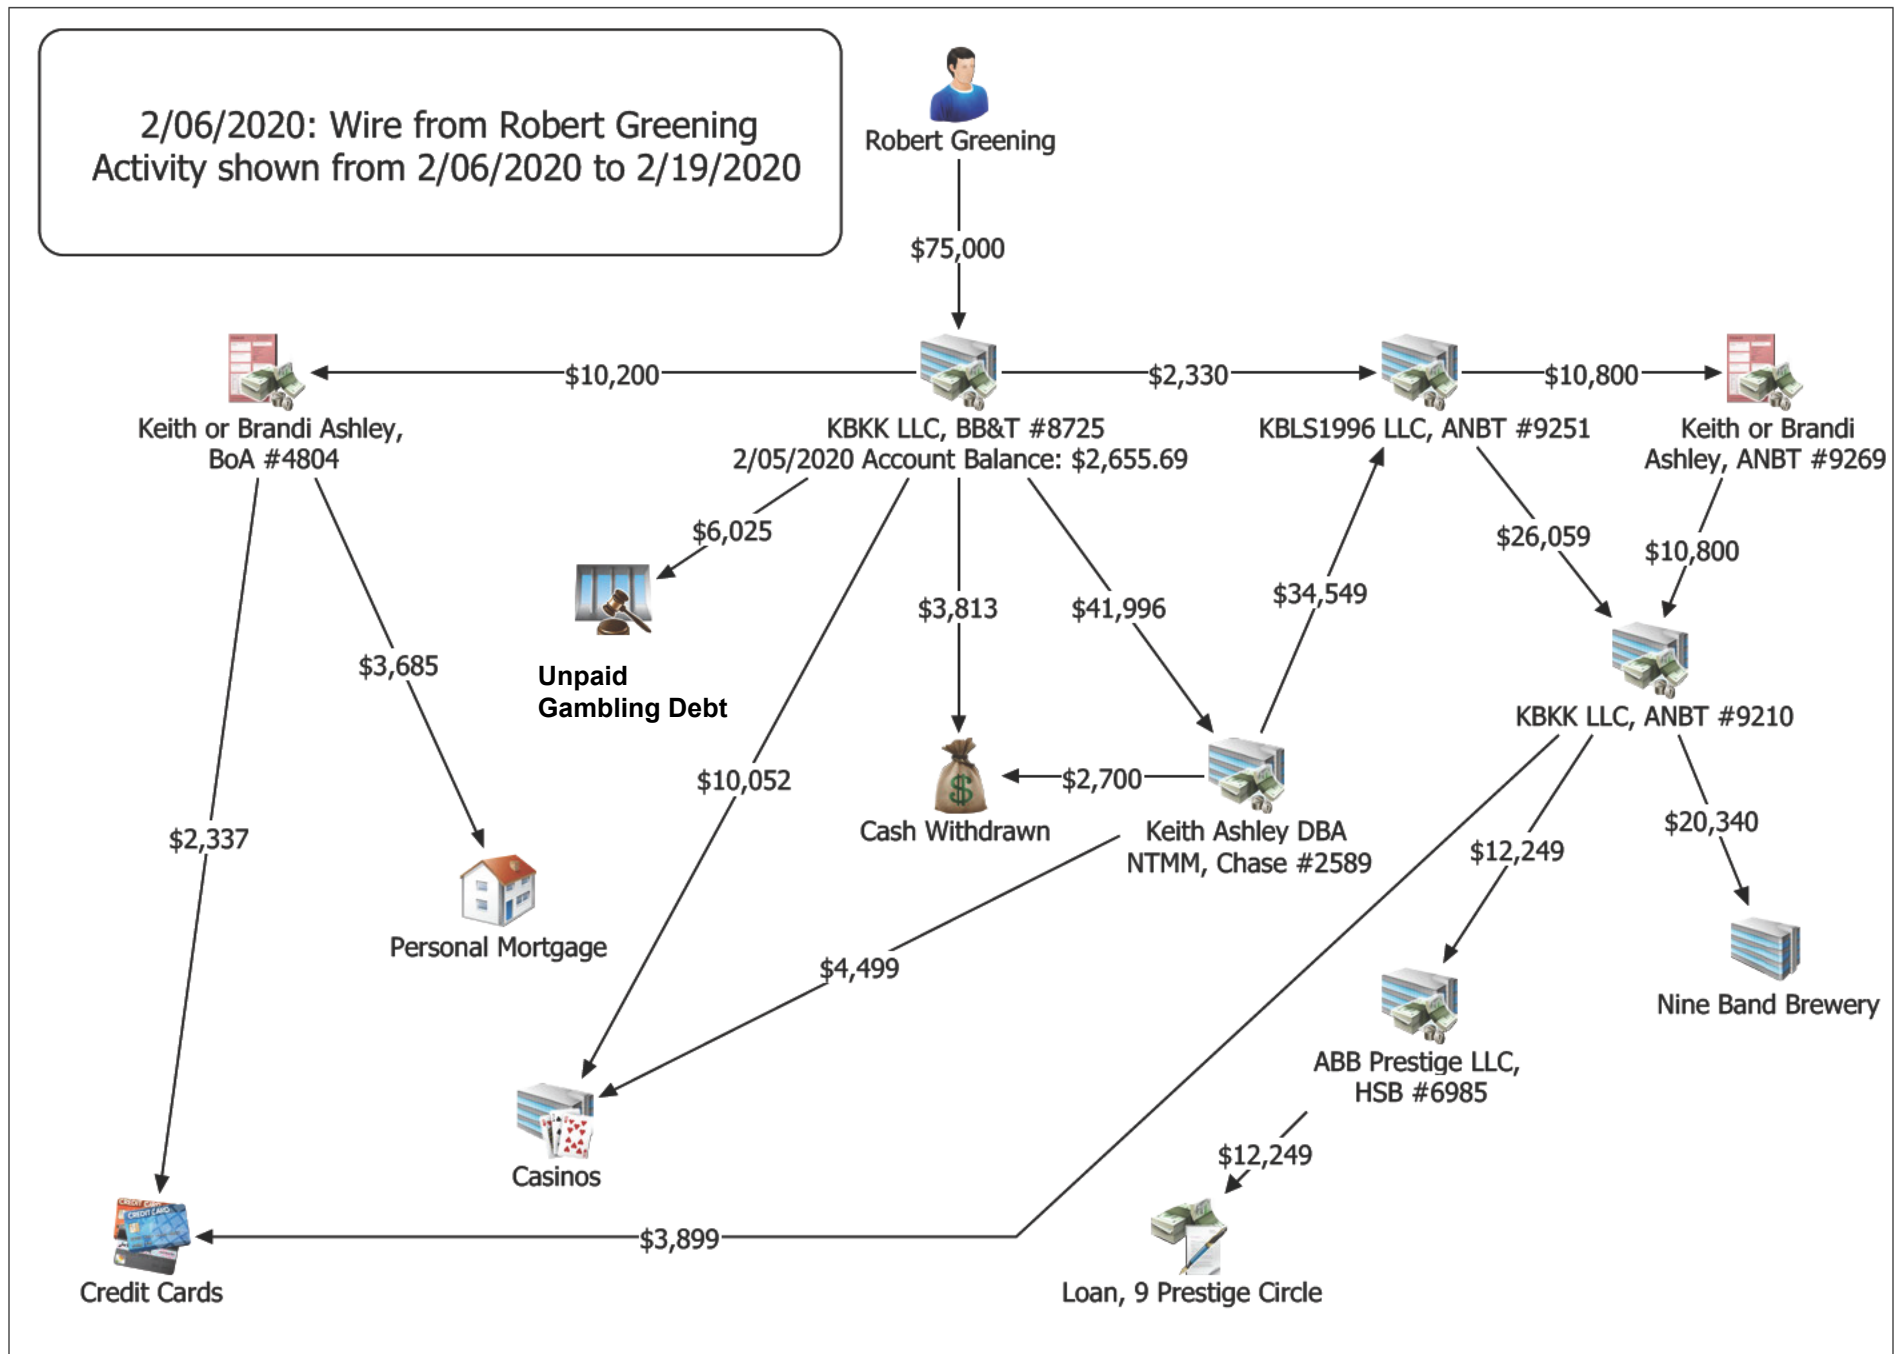 2/06/2020: Wire from Robert Greening
Activity shown from 2/06/2020 to 2/19/2020
Robert Greening
$75,000
$10,200
$2,330
$10,800
Keith or Brandi Ashley,
BoA #4804
KBKK LLC, BB&T #8725
2/05/2020 Account Balance: $2,655.69
KBLS1996 LLC, ANBT #9251
Keith or Brandi
Ashley, ANBT #9269
$6,025
$26,059
$10,800
$3,813
$41,996
$34,549
$3,685
Unpaid
Gambling Debt
KBKK LLC, ANBT #9210
$10,052
$2,700
$2,337
Cash Withdrawn
Keith Ashley DBA
NTMM, Chase #2589
$12,249
$20,340
Personal Mortgage
$4,499
Nine Band Brewery
ABB Prestige LLC,
HSB #6985
Casinos
$12,249
CREDIT CARD
CREDIT CARD
$3,899
Credit Cards
Loan, 9 Prestige Circle